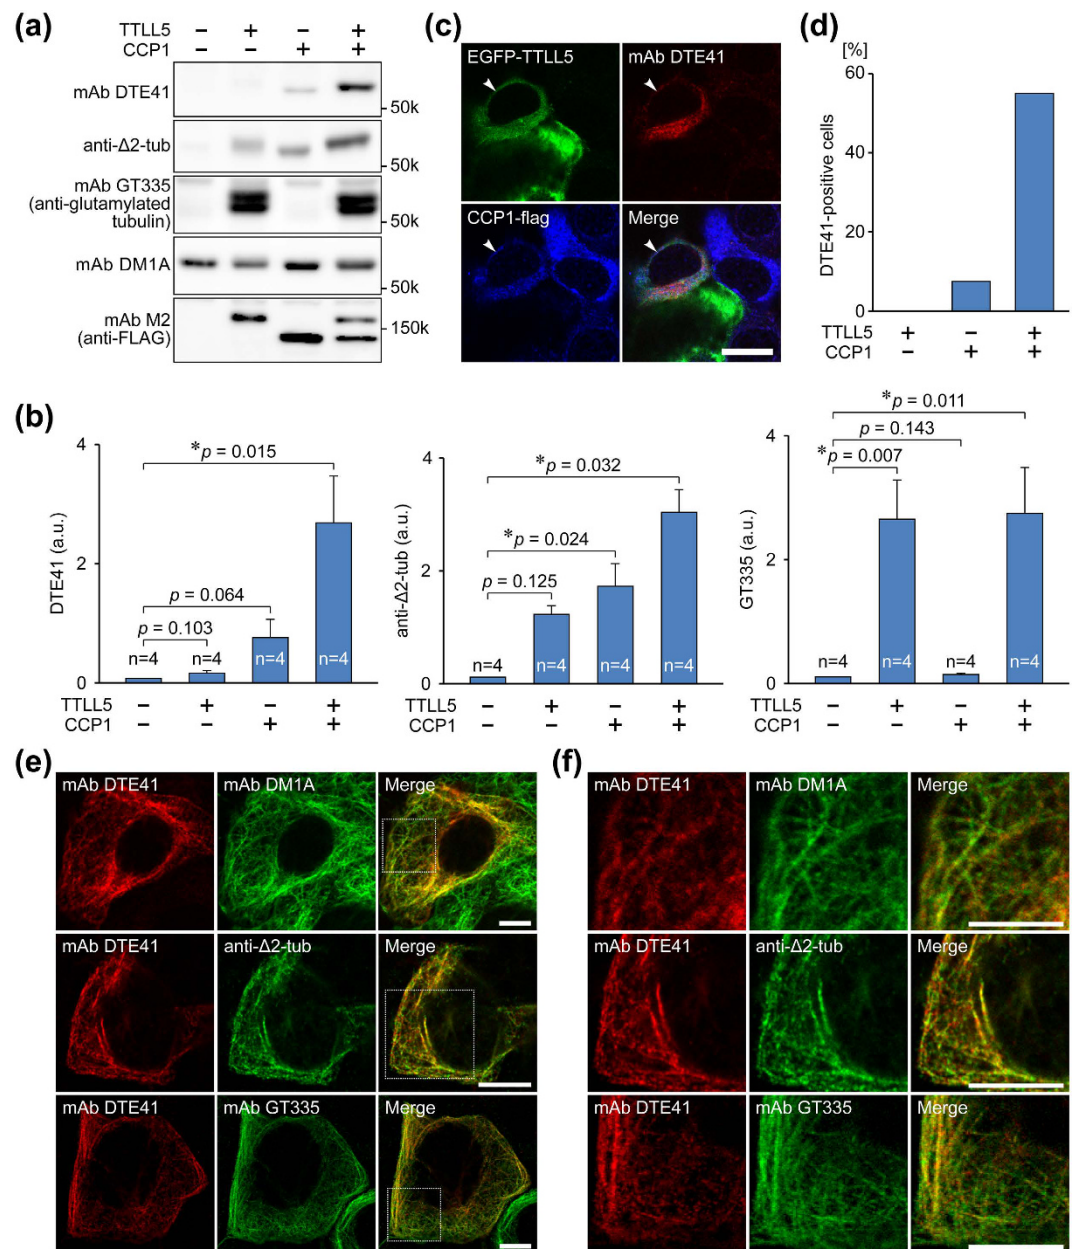 (a)
TTLL5 – + – +
CCP1 – – + +
mAb DTE41
50k
anti-Δ2-tub
50k
mAb GT335
(anti-glutamylated
tubulin)
50k
mAb DM1A
50k
mAb M2
(anti-FLAG)
150k
(c)
EGFP-TTLL5
mAb DTE41
CCP1-flag
Merge
(d)
[%]
60
40
20
0
DTE41-positive cells
TTLL5 + – +
CCP1 – + +
(b)
4
2
0
DTE41 (a.u.)
*p = 0.015
p = 0.064
p = 0.103
n=4 n=4 n=4 n=4
TTLL5 – + – +
CCP1 – – + +
4
2
0
anti-Δ2-tub (a.u.)
*p = 0.032
*p = 0.024
p = 0.125
n=4 n=4 n=4 n=4
– + – +
– – + +
4
2
0
GT335 (a.u.)
*p = 0.011
p = 0.143
*p = 0.007
n=4 n=4 n=4 n=4
TTLL5 – + – +
CCP1 – – + +
(e)
mAb DTE41 mAb DM1A Merge
mAb DTE41 anti-Δ2-tub Merge
mAb DTE41 mAb GT335 Merge
(f)
mAb DTE41 mAb DM1A Merge
mAb DTE41 anti-Δ2-tub Merge
mAb DTE41 mAb GT335 Merge